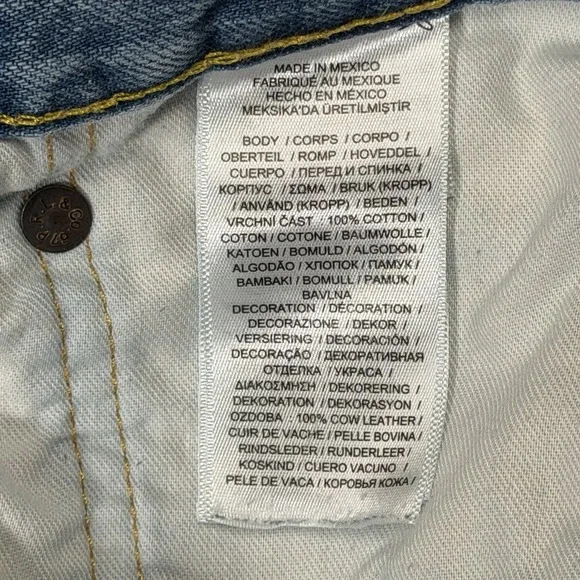 MADE IN MEXICO
FABRIQUÉ AU MEXIQUE
HECHO EN MÉXICO
MEKSIKA'DA ÜRETİLMİŞTİR
BODY / CORPS / CORPO /
OBERTEIL / ROMP / HOVEDDEL /
CUERPO / ПЕРЕД И СПИНКА /
КОРПУС / ΣΩΜΑ / BRUK (KROPP)
/ ANVÄND (KROPP) / BEDEN /
VRCHNÍ ČÁST · 100% COTTON /
COTON / COTONE / BAUMWOLLE /
KATOEN / BOMULD / ALGODÓN /
ALGODÃO / ХЛОПОК / ПАМУК /
ΒΑΜΒΑΚΙ / BOMULL / PAMUK /
BAVLNA
DECORATION / DÉCORATION /
DECORAZIONE / DEKOR /
VERSIERING / DECORACIÓN /
DECORAÇÃO / ДЕКОРАТИВНАЯ
ОТДЕЛКА / УКРАСА /
ΔΙΑΚΟΣΜΗΣΗ / DEKORERING /
DEKORATION / DEKORASYON /
OZDOBA · 100% COW LEATHER /
CUIR DE VACHE / PELLE BOVINA /
RINDSLEDER / RUNDERLEER /
KOSKIND / CUERO VACUNO /
PELE DE VACA / КОРОВЬЯ КОЖА /